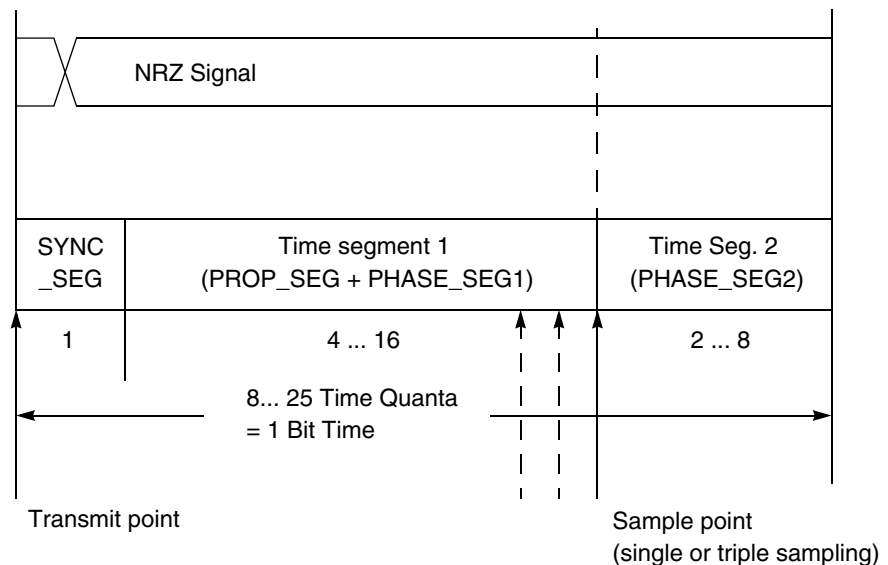 NRZ Signal
SYNC
_SEG
Time segment 1
(PROP_SEG + PHASE_SEG1)
Time Seg. 2
(PHASE_SEG2)
1
4 ... 16
2 ... 8
8... 25 Time Quanta
= 1 Bit Time
Transmit point
Sample point
(single or triple sampling)